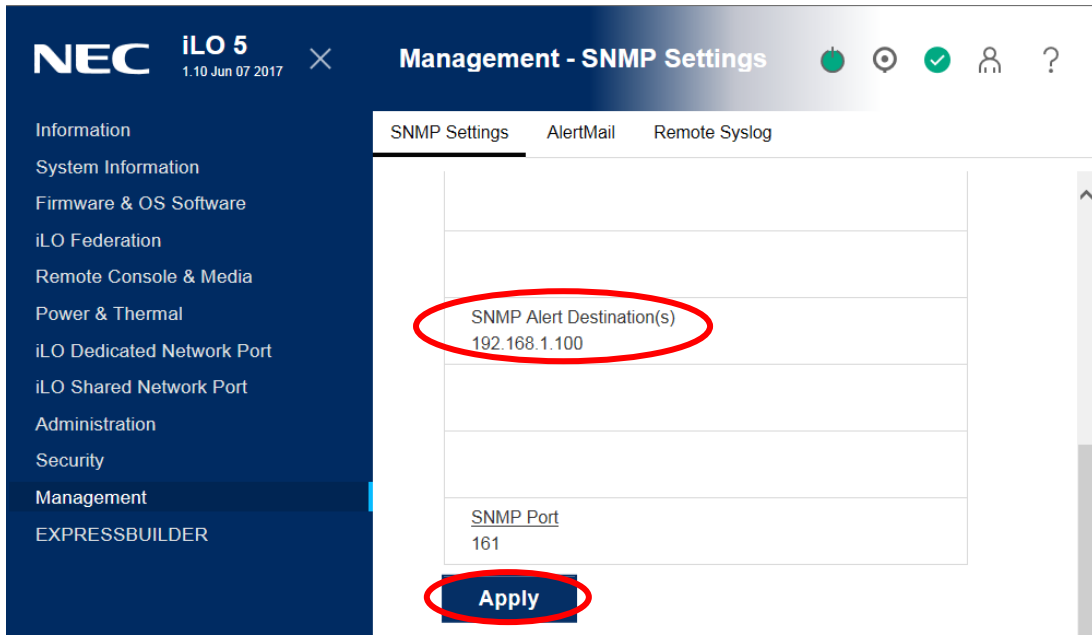 NEC iLO 5
1.10 Jun 07 2017
Management - SNMP Settings
?
Information
System Information
Firmware & OS Software
iLO Federation
Remote Console & Media
Power & Thermal
iLO Dedicated Network Port
iLO Shared Network Port
Administration
Security
Management
EXPRESSBUILDER
SNMP Settings AlertMail Remote Syslog
SNMP Alert Destination(s)
192.168.1.100
SNMP Port
161
Apply